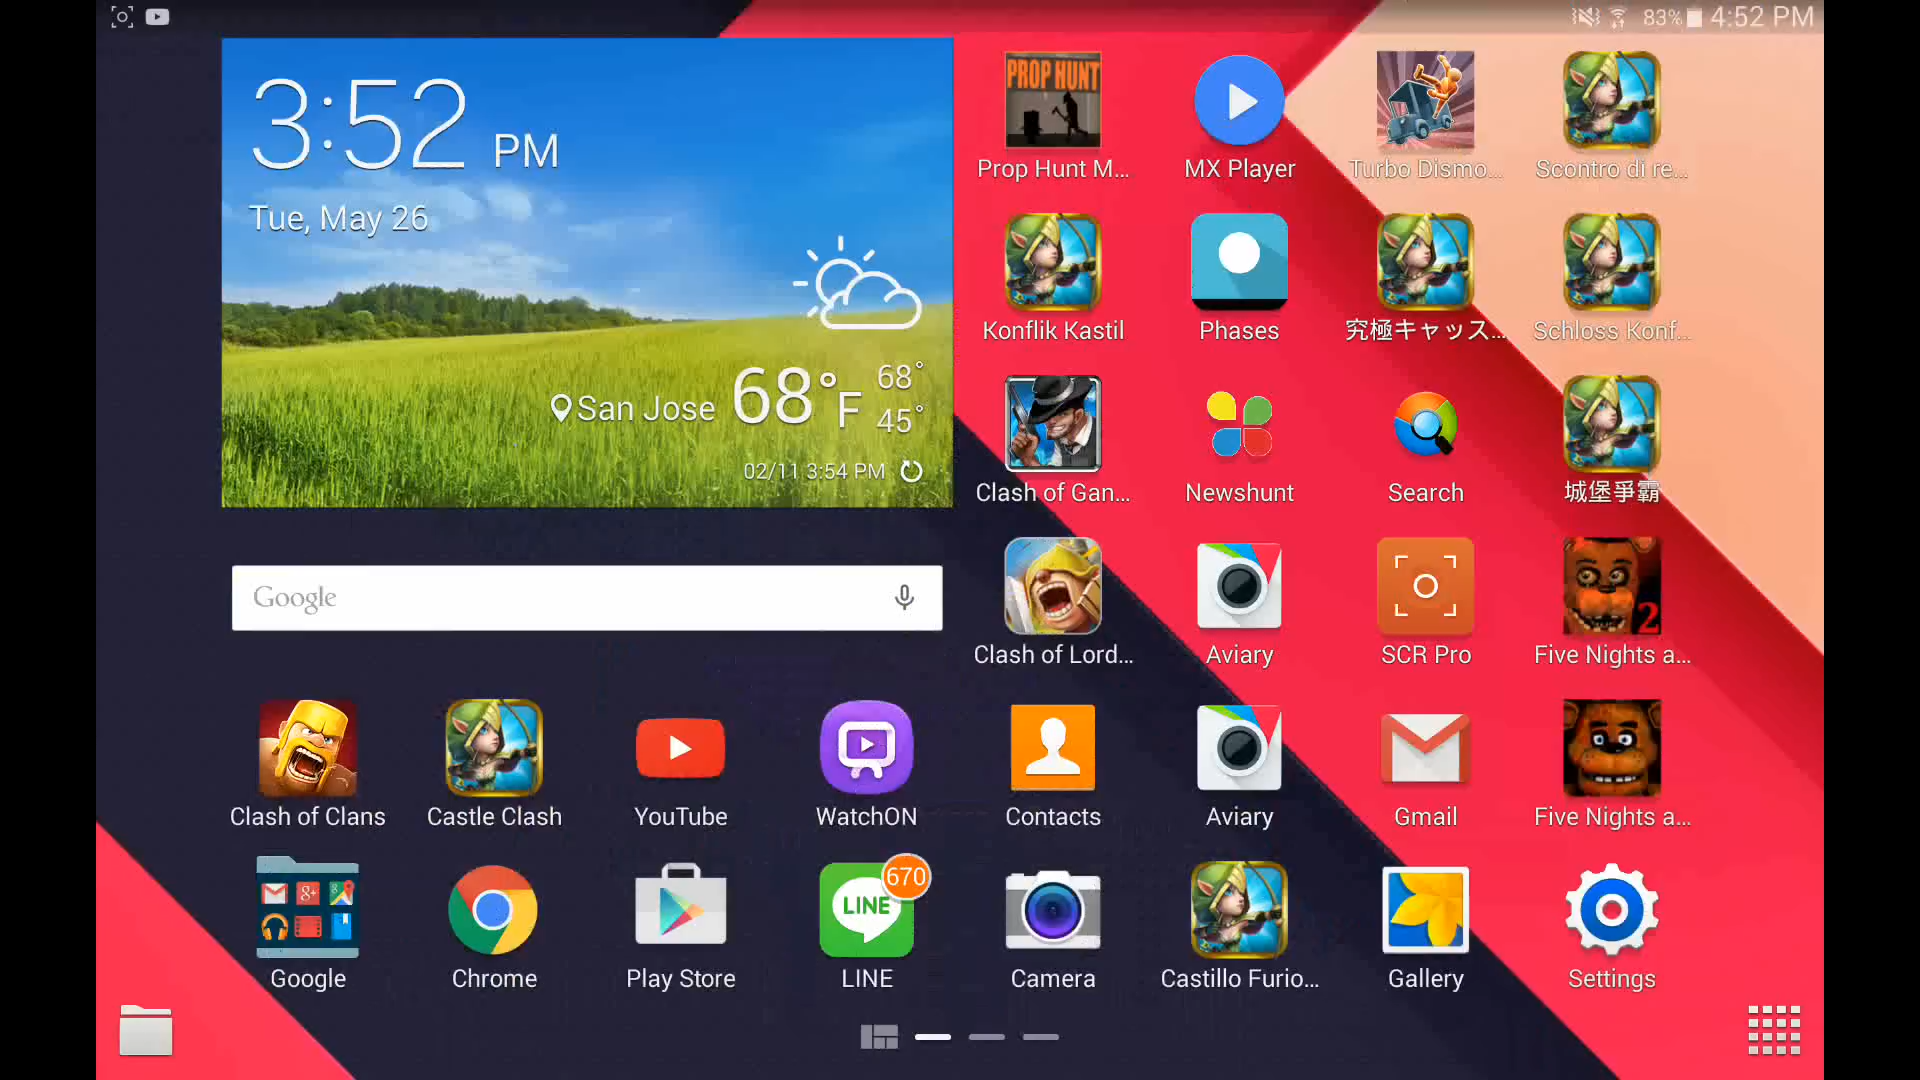 83% 4:52 PM
3:52 PM
Tue, May 26
San Jose 68°F 68° 45°
02/11 3:54 PM
Google
PROP HUNT
Prop Hunt M...
MX Player
Turbo Dismo...
Scontro di re...
Konflik Kastil
Phases
究極キャッス...
Schloss Konf...
Clash of Gan...
Newshunt
Search
城堡爭霸
Clash of Lord...
Aviary
SCR Pro
2
Five Nights a...
Clash of Clans
Castle Clash
YouTube
WatchON
Contacts
Aviary
Gmail
Five Nights a...
Google
Chrome
Play Store
LINE
670
LINE
Camera
Castillo Furio...
Gallery
Settings